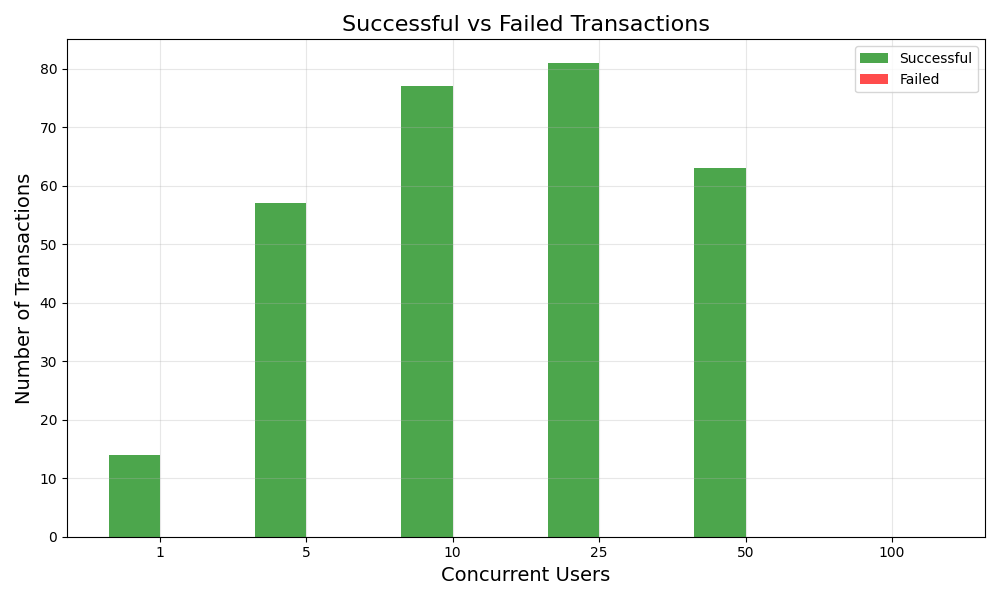 Successful vs Failed Transactions
Successful
Failed
Number of Transactions
80
70
60
50
40
30
20
10
0
1 5 10 25 50 100
Concurrent Users